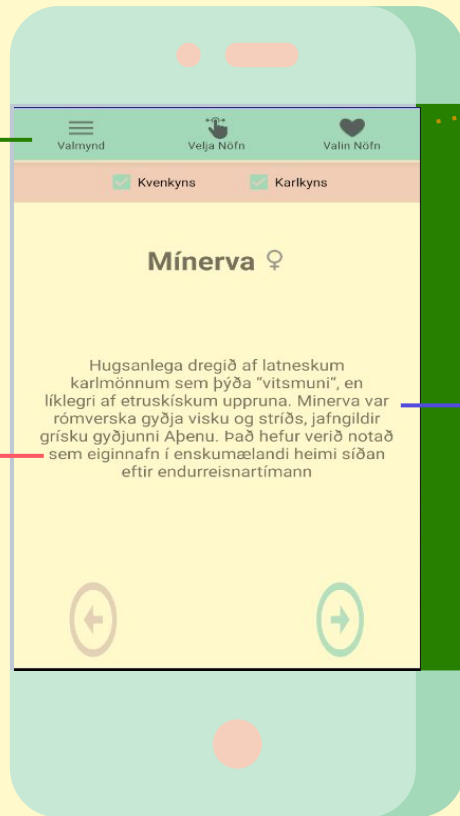 Valmynd Velja Nöfn Valin Nöfn
Kvenkyns Karlkyns
Mínerva ♀
Hugsanlega dregið af latneskum
karlmönnum sem þýða "vitsmuni", en
líklegri af etruskískum uppruna. Minerva var
rómverska gyðja visku og stríðs, jafngildir
grísku gyðjunni Aþenu. Það hefur verið notað
sem eiginnafn í enskumælandi heimi síðan
eftir endurreisnartímann